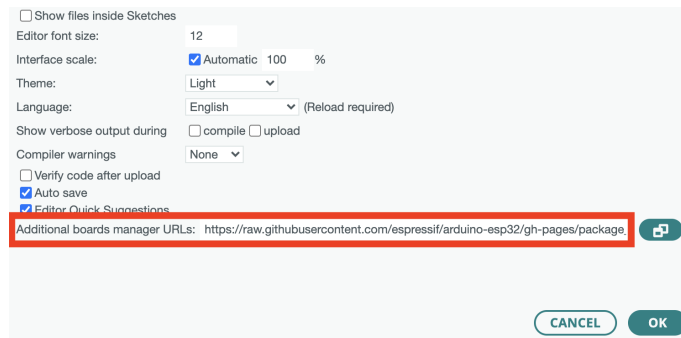 Show files inside Sketches
Editor font size: 12
Interface scale: Automatic 100 %
Theme: Light
Language: English (Reload required)
Show verbose output during compile upload
Compiler warnings None
Verify code after upload
Auto save
Editor Quick Suggestions
Additional boards manager URLs: https://raw.githubusercontent.com/espressif/arduino-esp32/gh-pages/package_
CANCEL OK